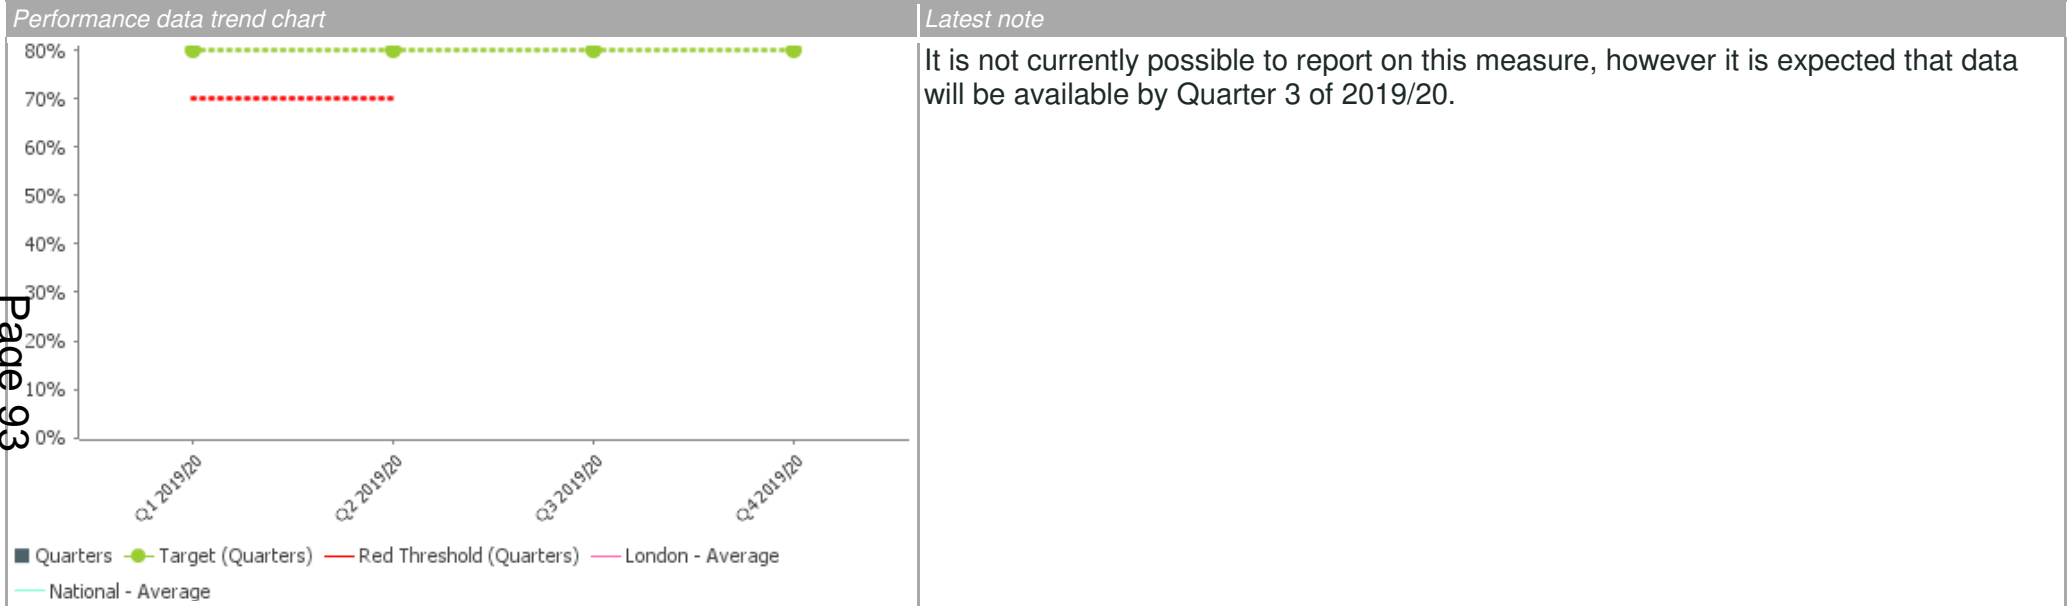 Performance data trend chart
Latest note
80%
70%
60%
50%
40%
30%
20%
10%
0%
Q1 2019/20
Q2 2019/20
Q3 2019/20
Q4 2019/20
Quarters
Target (Quarters)
Red Threshold (Quarters)
London - Average
National - Average
It is not currently possible to report on this measure, however it is expected that data
will be available by Quarter 3 of 2019/20.
Page 93